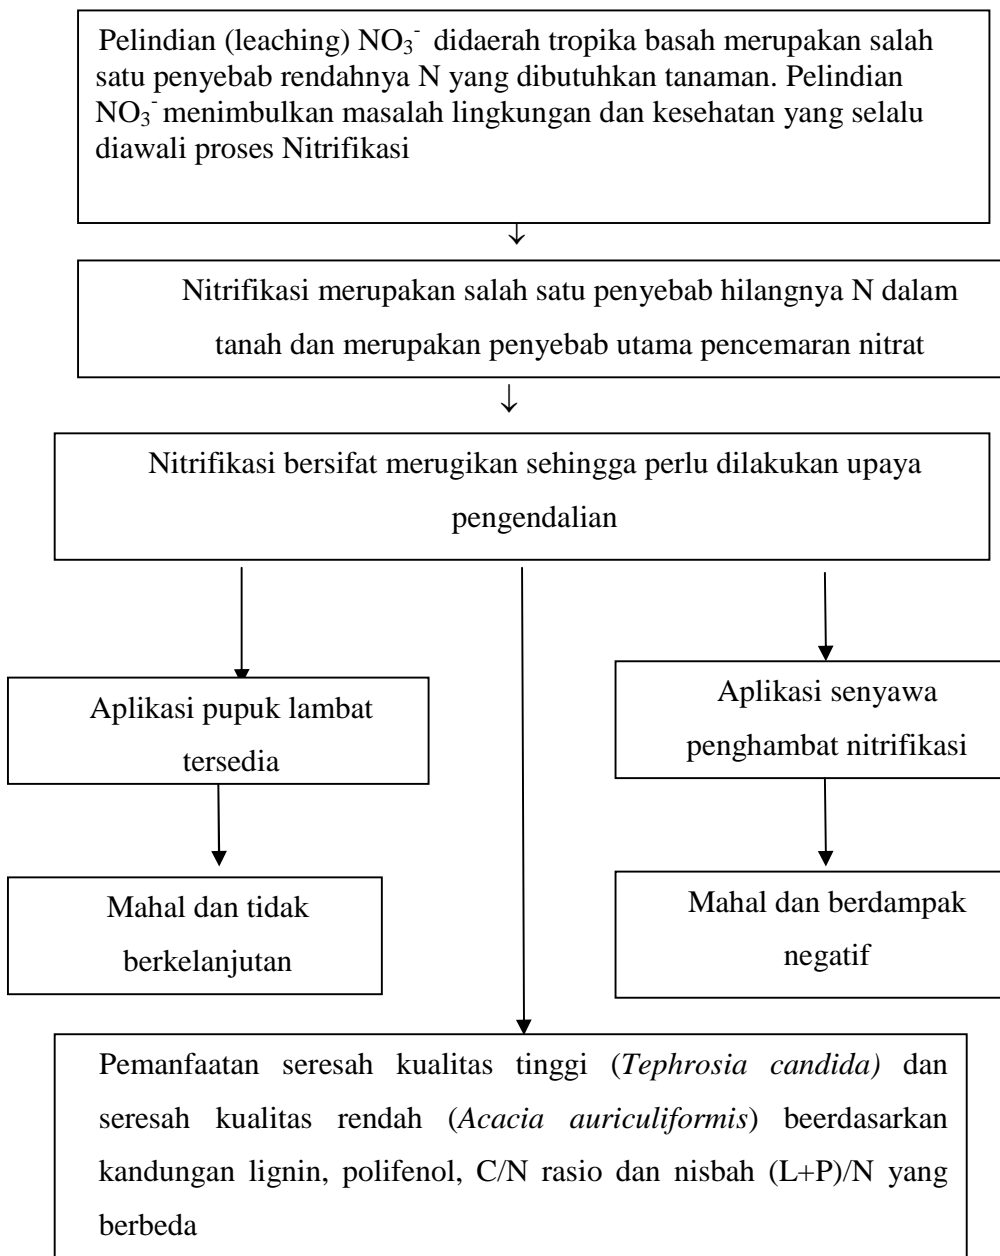 Pelindian (leaching) NO₃⁻ didaerah tropika basah merupakan salah
satu penyebab rendahnya N yang dibutuhkan tanaman. Pelindian
NO₃⁻ menimbulkan masalah lingkungan dan kesehatan yang selalu
diawali proses Nitrifikasi
Nitrifikasi merupakan salah satu penyebab hilangnya N dalam
tanah dan merupakan penyebab utama pencemaran nitrat
Nitrifikasi bersifat merugikan sehingga perlu dilakukan upaya
pengendalian
Aplikasi pupuk lambat
tersedia
Aplikasi senyawa
penghambat nitrifikasi
Mahal dan tidak
berkelanjutan
Mahal dan berdampak
negatif
Pemanfaatan seresah kualitas tinggi (Tephrosia candida) dan
seresah kualitas rendah (Acacia auriculiformis) beerdasarkan
kandungan lignin, polifenol, C/N rasio dan nisbah (L+P)/N yang
berbeda